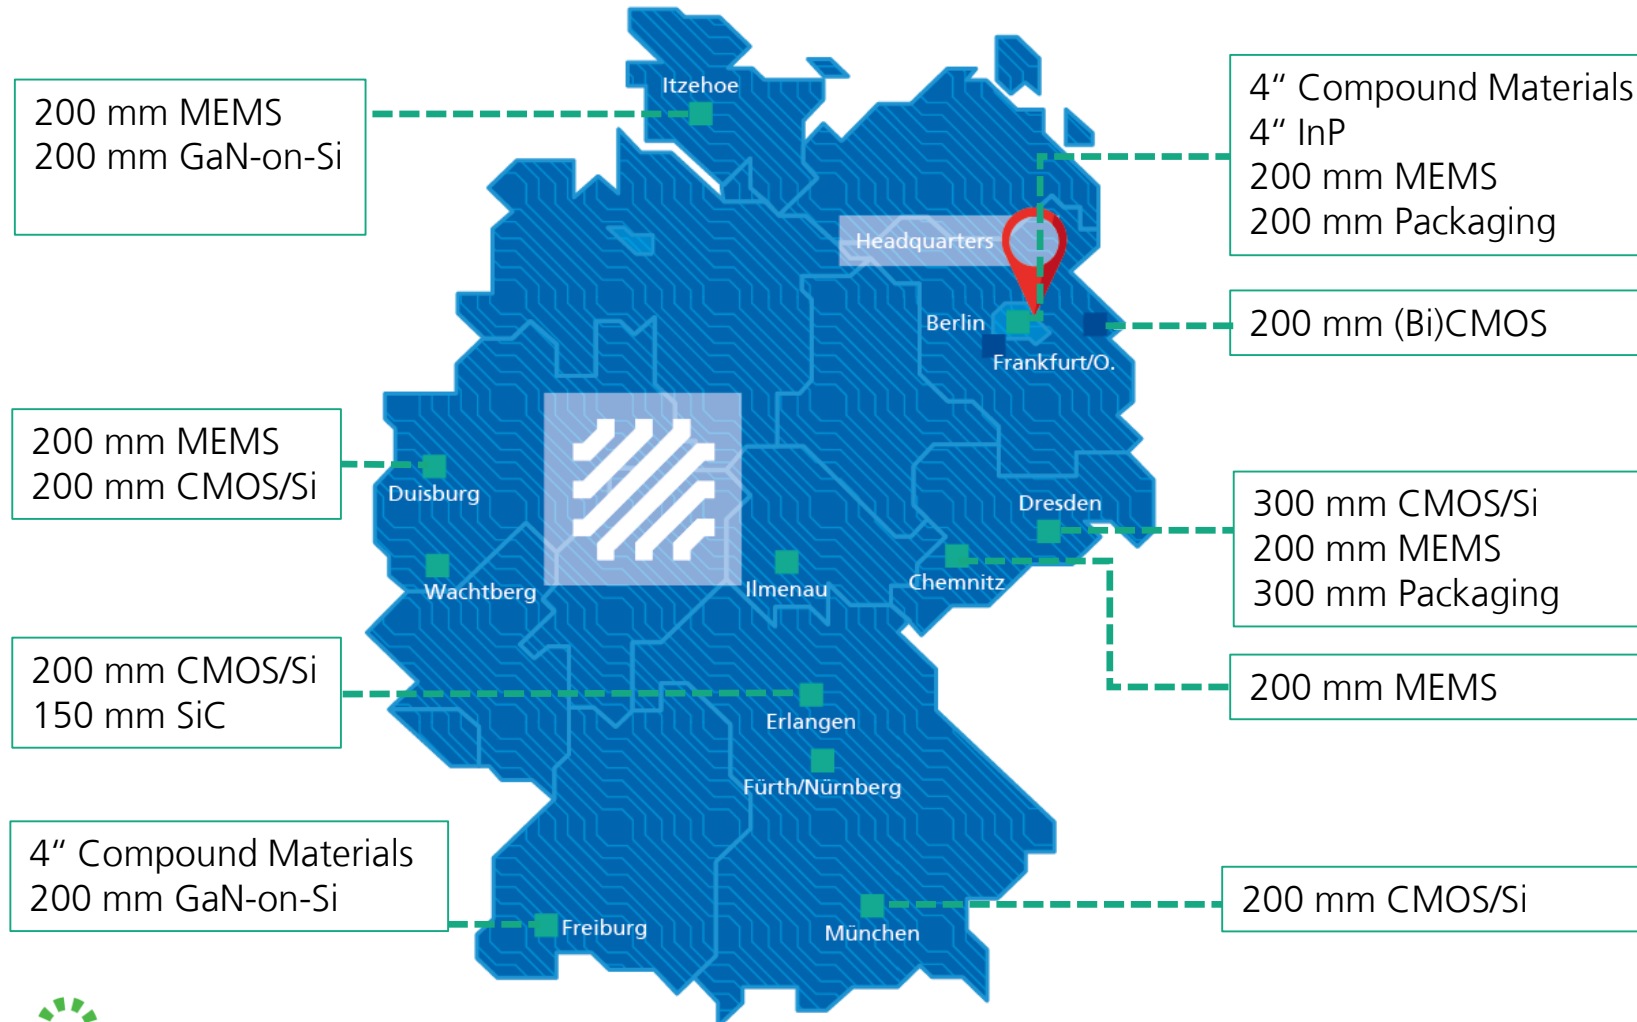 Itzehoe
200 mm MEMS
200 mm GaN-on-Si
4“ Compound Materials
4“ InP
200 mm MEMS
200 mm Packaging
Headquarters
Berlin
Frankfurt/O.
200 mm (Bi)CMOS
200 mm MEMS
200 mm CMOS/Si
Duisburg
Wachtberg
Ilmenau
Chemnitz
Dresden
300 mm CMOS/Si
200 mm MEMS
300 mm Packaging
200 mm MEMS
200 mm CMOS/Si
150 mm SiC
Erlangen
Fürth/Nürnberg
4“ Compound Materials
200 mm GaN-on-Si
Freiburg
München
200 mm CMOS/Si